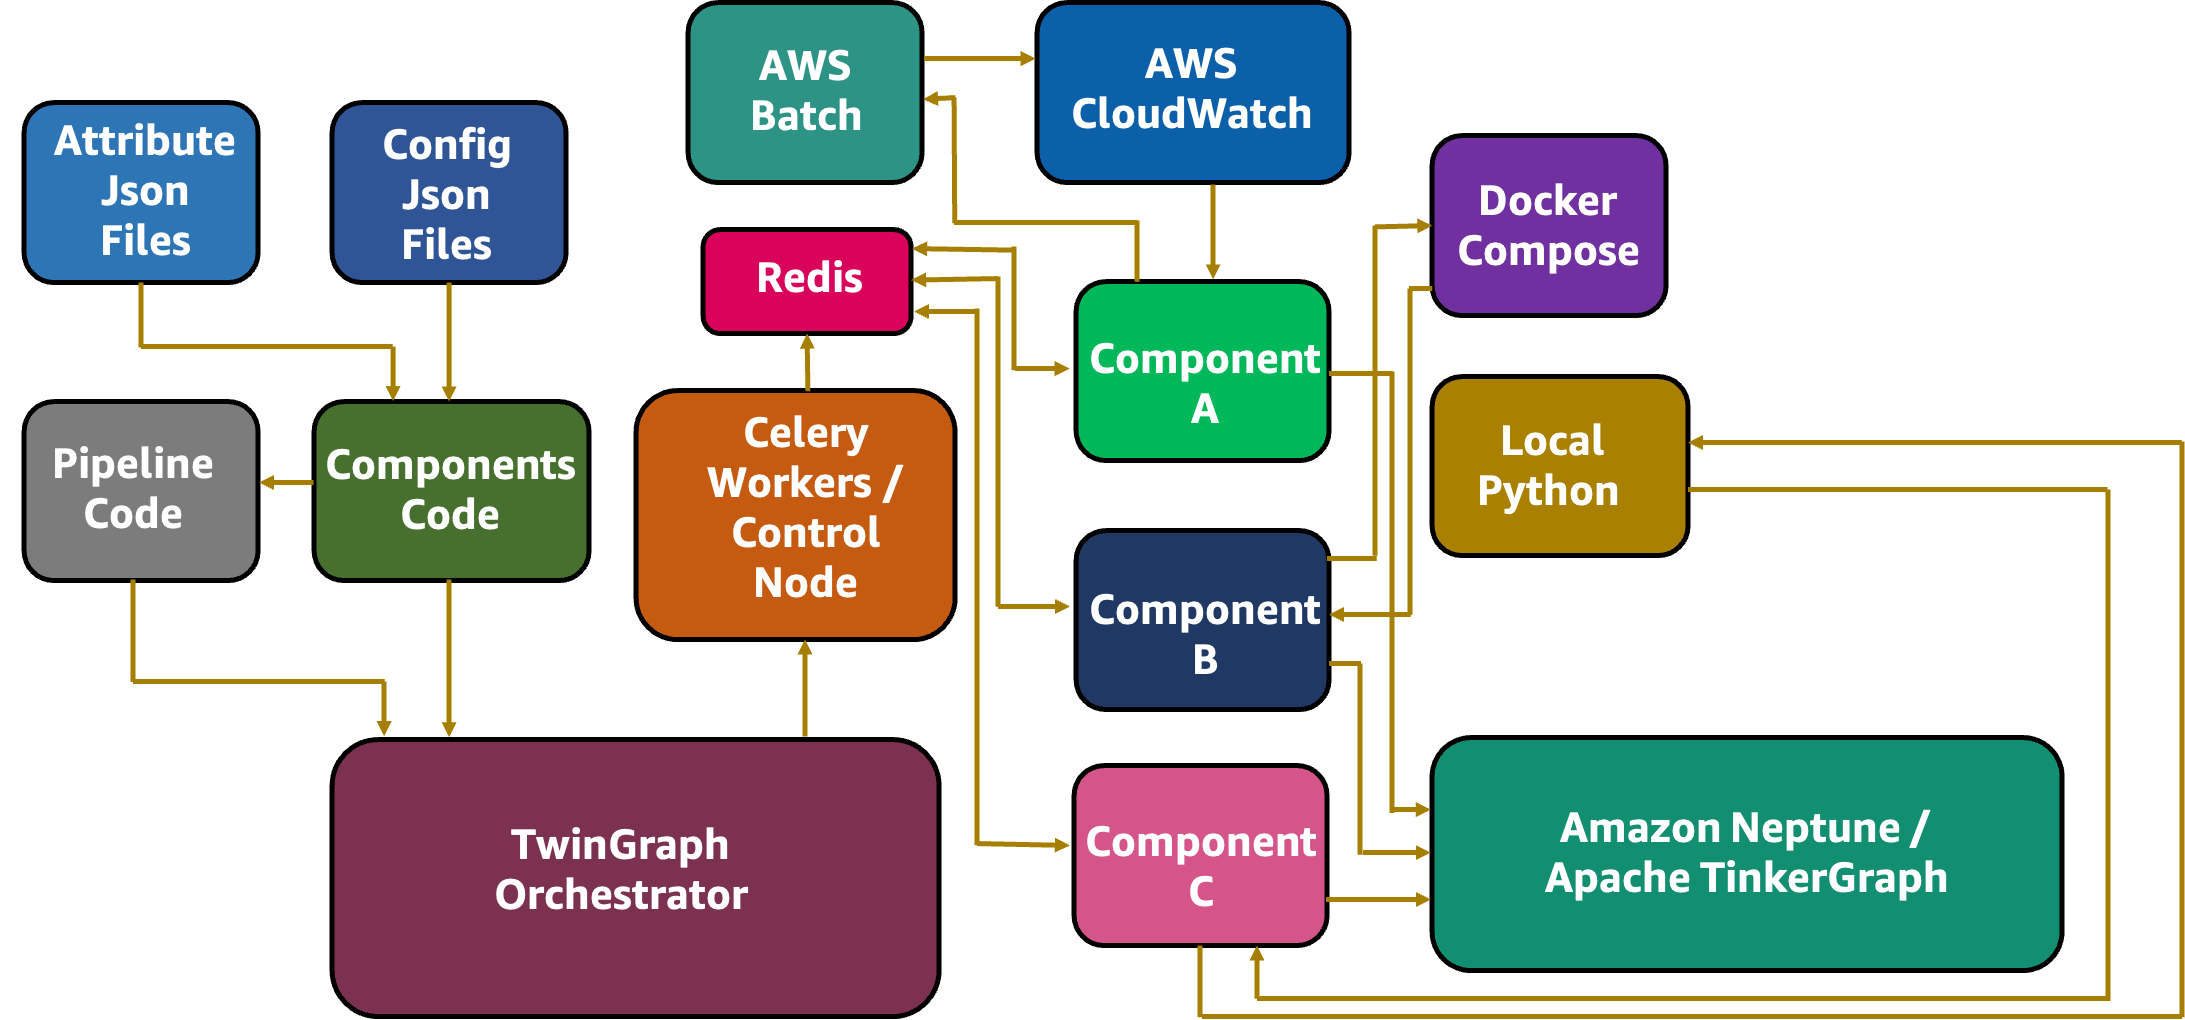 AWS
Batch
AWS
CloudWatch
Attribute
Json
Files
Config
Json
Files
Docker
Compose
Redis
Component
A
Pipeline
Code
Components
Code
Celery
Workers /
Control
Node
Local
Python
Component
B
TwinGraph
Orchestrator
Component
C
Amazon Neptune /
Apache TinkerGraph